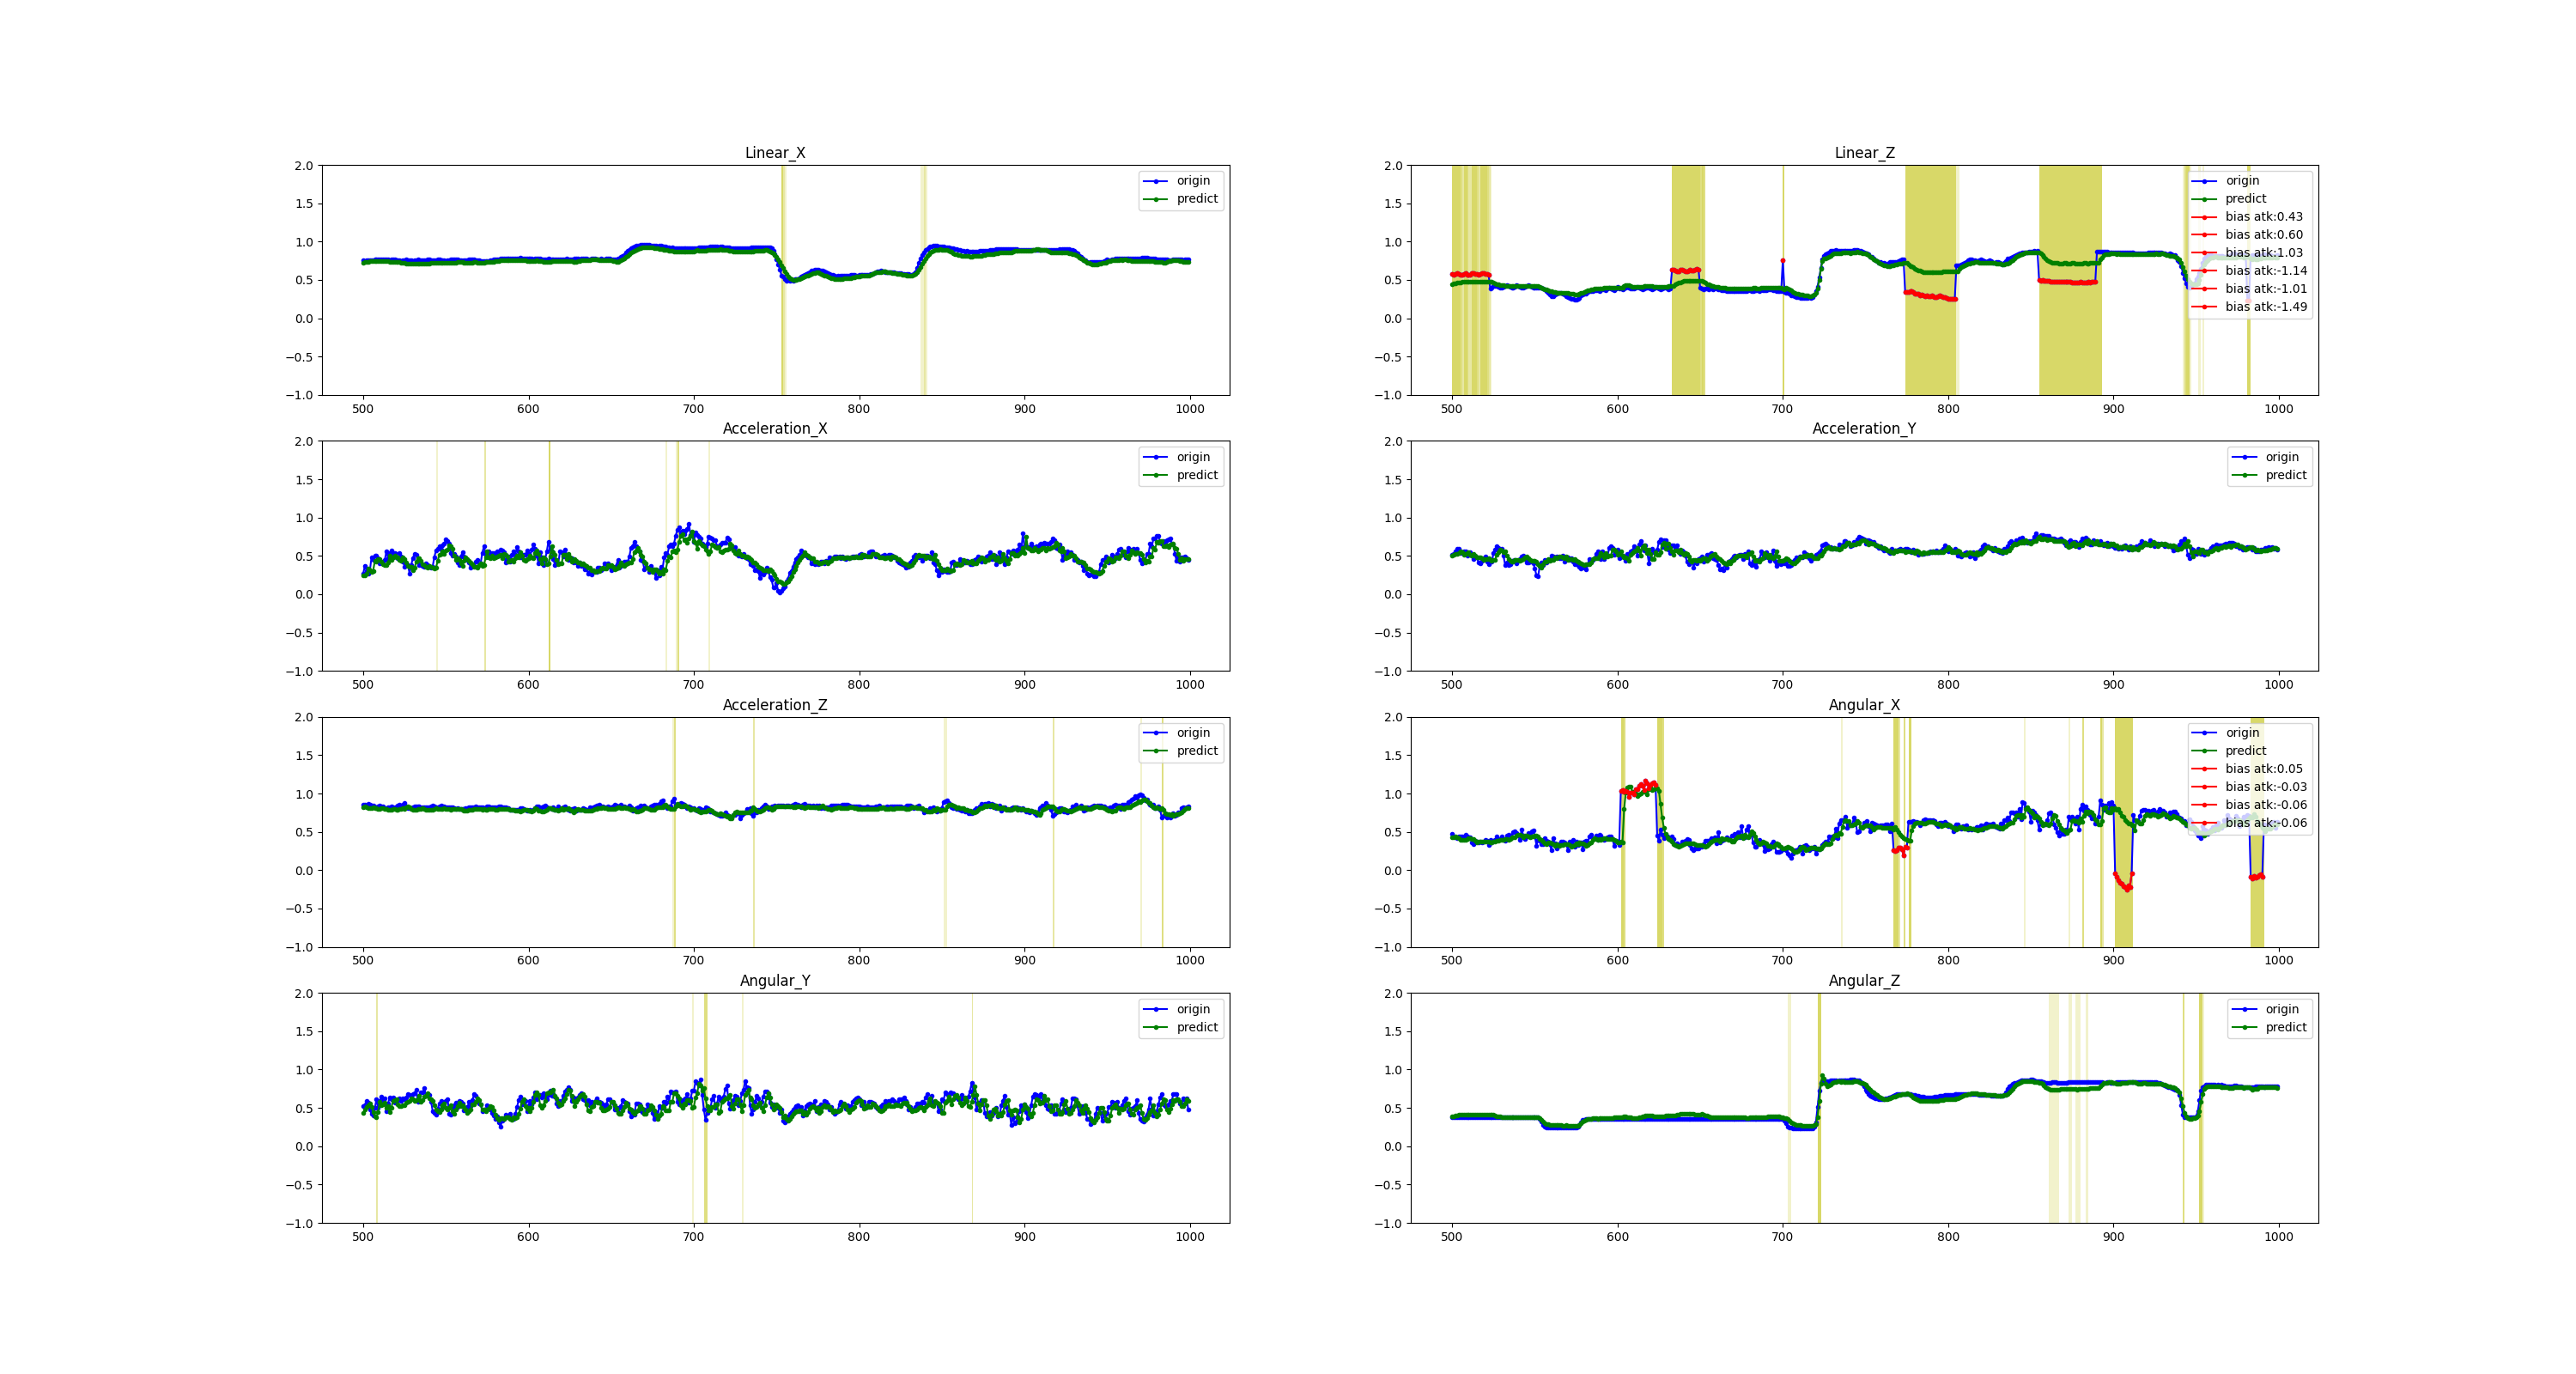 Linear_X
2.0
1.5
1.0
0.5
0.0
−0.5
−1.0
500 600 700 800 900 1000
origin
predict
Linear_Z
2.0
1.5
1.0
0.5
0.0
−0.5
−1.0
500 600 700 800 900 1000
origin
predict
bias atk:0.43
bias atk:0.60
bias atk:1.03
bias atk:-1.14
bias atk:-1.01
bias atk:-1.49
Acceleration_X
2.0
1.5
1.0
0.5
0.0
−0.5
−1.0
500 600 700 800 900 1000
origin
predict
Acceleration_Y
2.0
1.5
1.0
0.5
0.0
−0.5
−1.0
500 600 700 800 900 1000
origin
predict
Acceleration_Z
2.0
1.5
1.0
0.5
0.0
−0.5
−1.0
500 600 700 800 900 1000
origin
predict
Angular_X
2.0
1.5
1.0
0.5
0.0
−0.5
−1.0
500 600 700 800 900 1000
origin
predict
bias atk:0.05
bias atk:-0.03
bias atk:-0.06
bias atk:-0.06
Angular_Y
2.0
1.5
1.0
0.5
0.0
−0.5
−1.0
500 600 700 800 900 1000
origin
predict
Angular_Z
2.0
1.5
1.0
0.5
0.0
−0.5
−1.0
500 600 700 800 900 1000
origin
predict